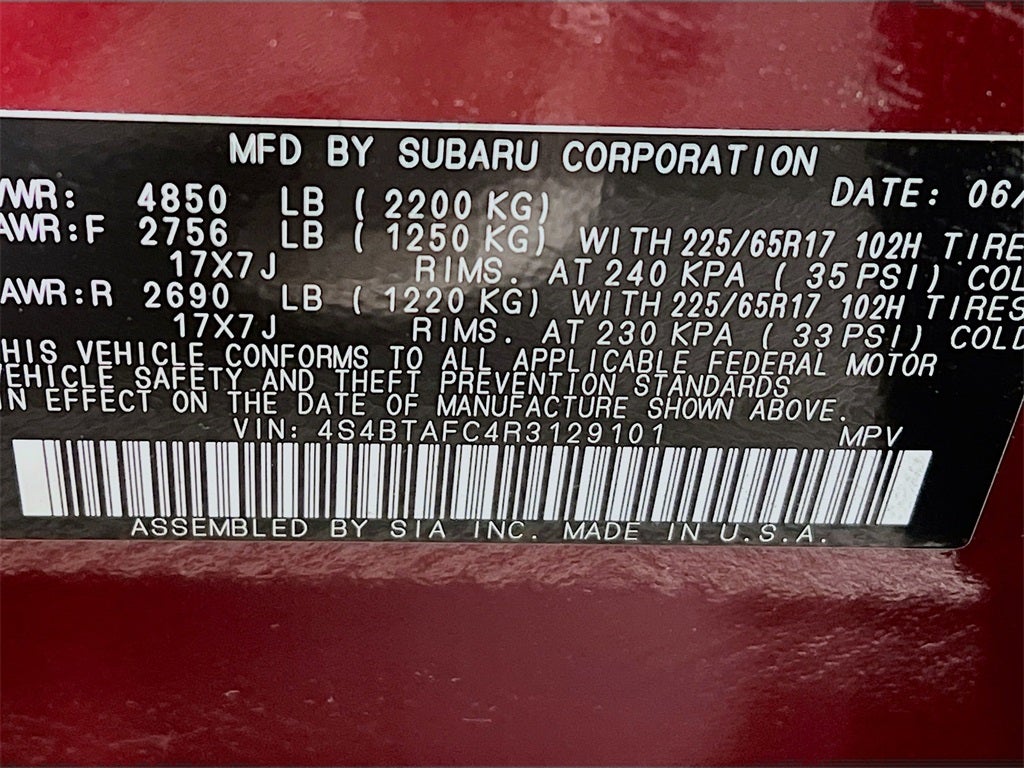 MFD BY SUBARU CORPORATION
VWR: 4850 LB ( 2200 KG) DATE: 06/
AWR:F 2756 LB ( 1250 KG) WITH 225/65R17 102H TIRE
17X7J RIMS. AT 240 KPA ( 35 PSI) COL
AWR:R 2690 LB ( 1220 KG) WITH 225/65R17 102H TIRES
17X7J RIMS. AT 230 KPA ( 33 PSI) COLD
HIS VEHICLE CONFORMS TO ALL APPLICABLE FEDERAL MOTOR
VEHICLE SAFETY AND THEFT PREVENTION STANDARDS
IN EFFECT ON THE DATE OF MANUFACTURE SHOWN ABOVE.
VIN: 4S4BTAFC4R3129101 MPV
ASSEMBLED BY SIA INC. MADE IN U.S.A.